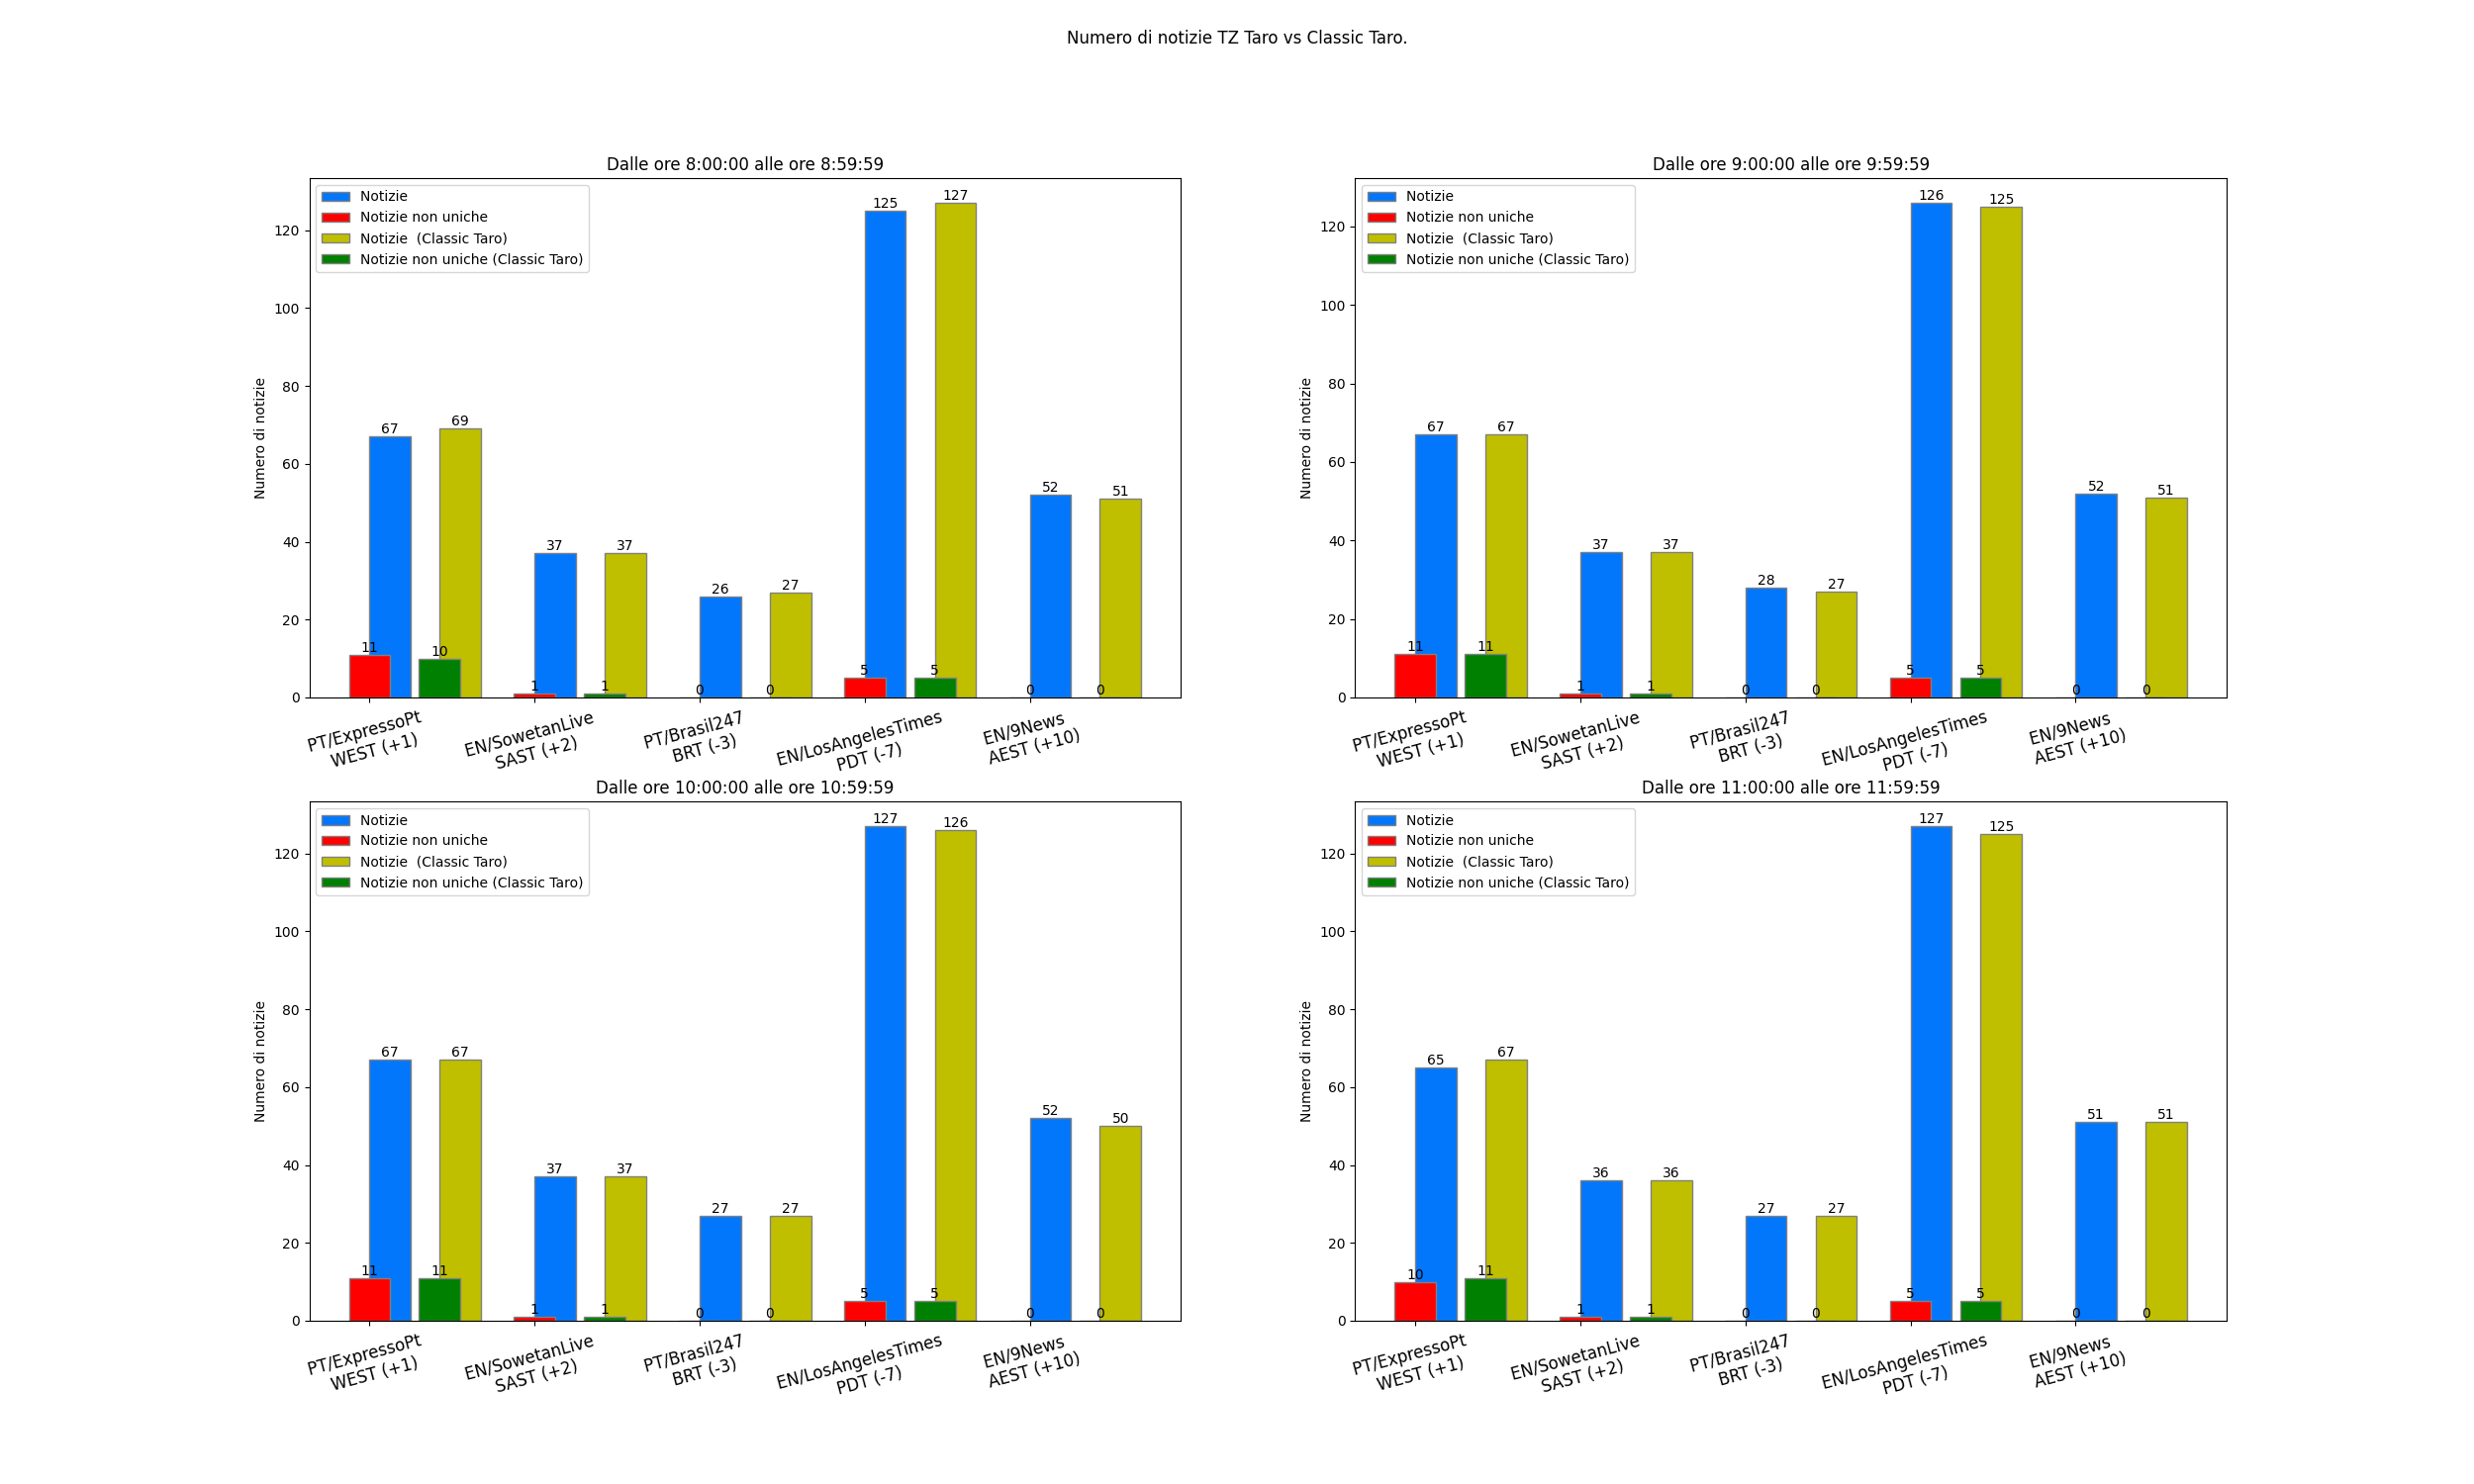 Numero di notizie TZ Taro vs Classic Taro.
Dalle ore 8:00:00 alle ore 8:59:59
Notizie
Notizie non uniche
Notizie  (Classic Taro)
Notizie non uniche (Classic Taro)
Numero di notizie
120
100
80
60
40
20
0
67 69 37 37 26 27 125 127 52 51
11 10 1 1 0 0 5 5 0 0
PT/ExpressoPt
WEST (+1)
EN/SowetanLive
SAST (+2)
PT/Brasil247
BRT (-3)
EN/LosAngelesTimes
PDT (-7)
EN/9News
AEST (+10)
Dalle ore 9:00:00 alle ore 9:59:59
Notizie
Notizie non uniche
Notizie  (Classic Taro)
Notizie non uniche (Classic Taro)
Numero di notizie
120
100
80
60
40
20
0
67 67 37 37 28 27 126 125 52 51
11 11 1 1 0 0 5 5 0 0
PT/ExpressoPt
WEST (+1)
EN/SowetanLive
SAST (+2)
PT/Brasil247
BRT (-3)
EN/LosAngelesTimes
PDT (-7)
EN/9News
AEST (+10)
Dalle ore 10:00:00 alle ore 10:59:59
Notizie
Notizie non uniche
Notizie  (Classic Taro)
Notizie non uniche (Classic Taro)
Numero di notizie
120
100
80
60
40
20
0
67 67 37 37 27 27 127 126 52 50
11 11 1 1 0 0 5 5 0 0
PT/ExpressoPt
WEST (+1)
EN/SowetanLive
SAST (+2)
PT/Brasil247
BRT (-3)
EN/LosAngelesTimes
PDT (-7)
EN/9News
AEST (+10)
Dalle ore 11:00:00 alle ore 11:59:59
Notizie
Notizie non uniche
Notizie  (Classic Taro)
Notizie non uniche (Classic Taro)
Numero di notizie
120
100
80
60
40
20
0
65 67 36 36 27 27 127 125 51 51
10 11 1 1 0 0 5 5 0 0
PT/ExpressoPt
WEST (+1)
EN/SowetanLive
SAST (+2)
PT/Brasil247
BRT (-3)
EN/LosAngelesTimes
PDT (-7)
EN/9News
AEST (+10)